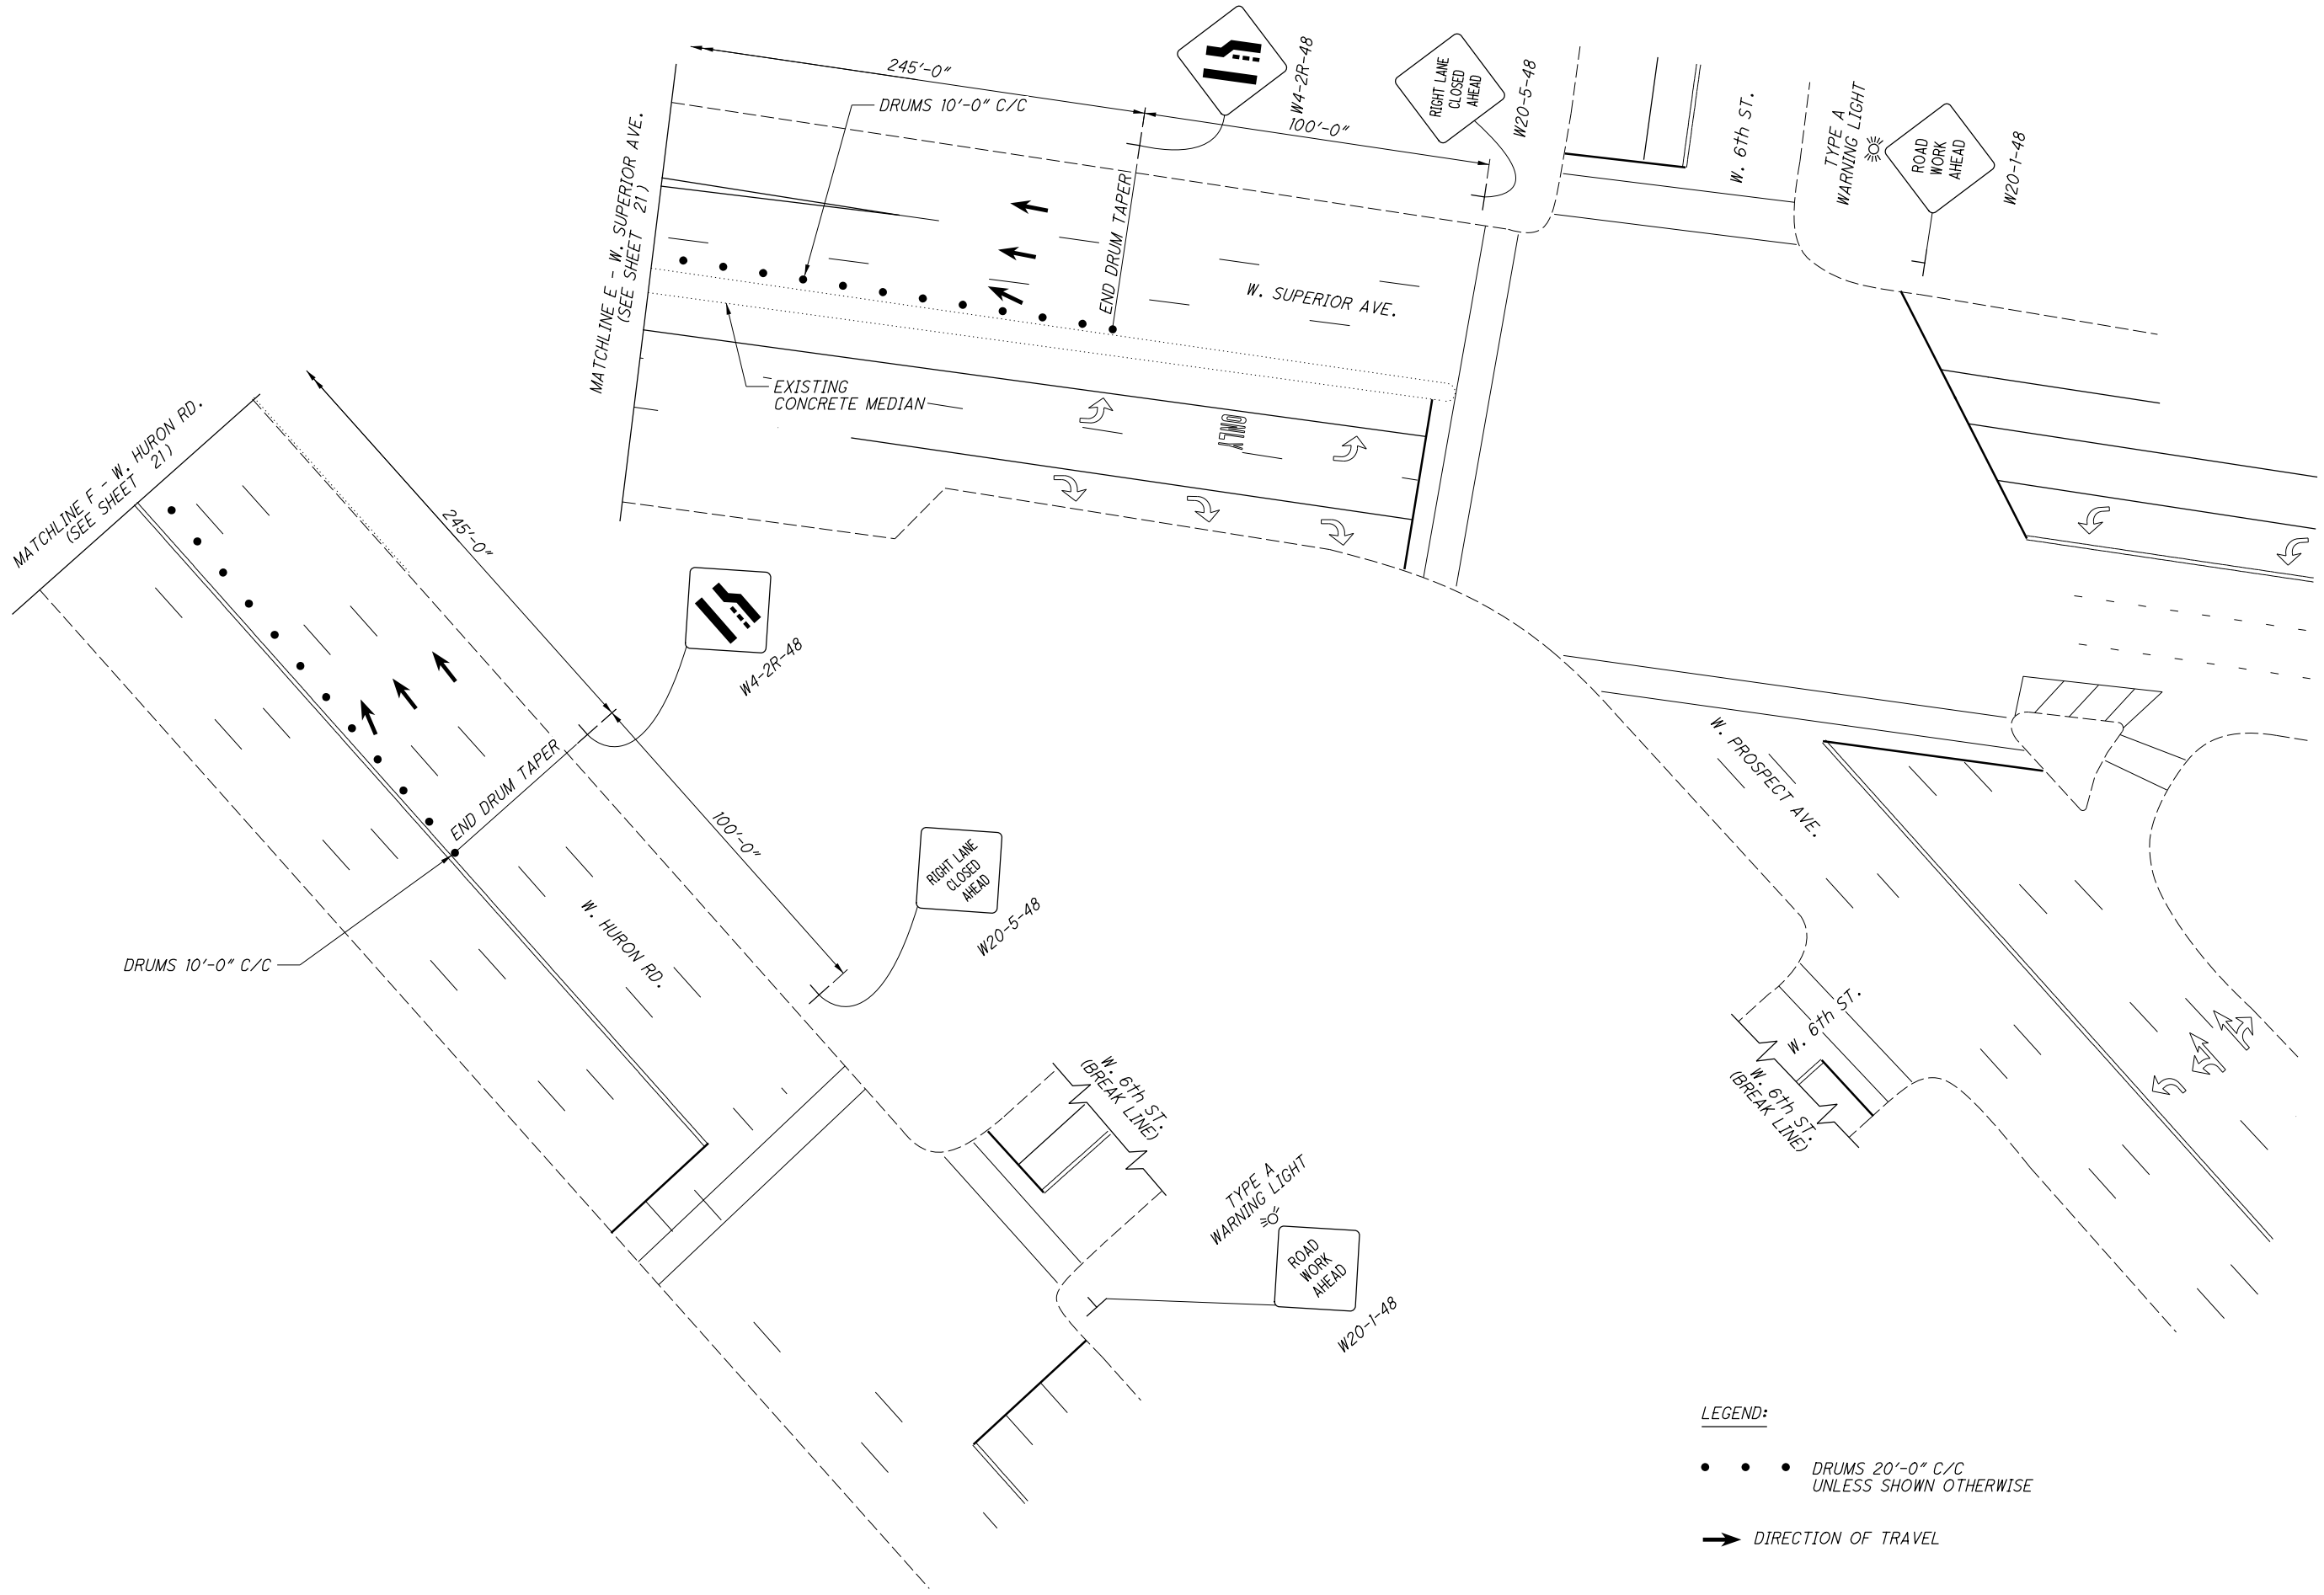 245'-0"
DRUMS 10'-0" C/C
W4-2R-48
100'-0"
RIGHT LANE
CLOSED
AHEAD
W20-5-48
W. 6th ST.
TYPE A
WARNING LIGHT
ROAD
WORK
AHEAD
W20-1-48
MATCHLINE E - W. SUPERIOR AVE.
(SEE SHEET 21)
END DRUM TAPER
W. SUPERIOR AVE.
EXISTING
CONCRETE MEDIAN
ONLY
MATCHLINE F - W. HURON RD.
(SEE SHEET 21)
245'-0"
W4-2R-48
END DRUM TAPER
100'-0"
RIGHT LANE
CLOSED
AHEAD
W20-5-48
W. HURON RD.
DRUMS 10'-0" C/C
W. PROSPECT AVE.
W. 6th ST.
W. 6th ST.
(BREAK LINE)
W. 6th ST.
(BREAK LINE)
TYPE A
WARNING LIGHT
ROAD
WORK
AHEAD
W20-1-48
LEGEND:
DRUMS 20'-0" C/C
UNLESS SHOWN OTHERWISE
DIRECTION OF TRAVEL